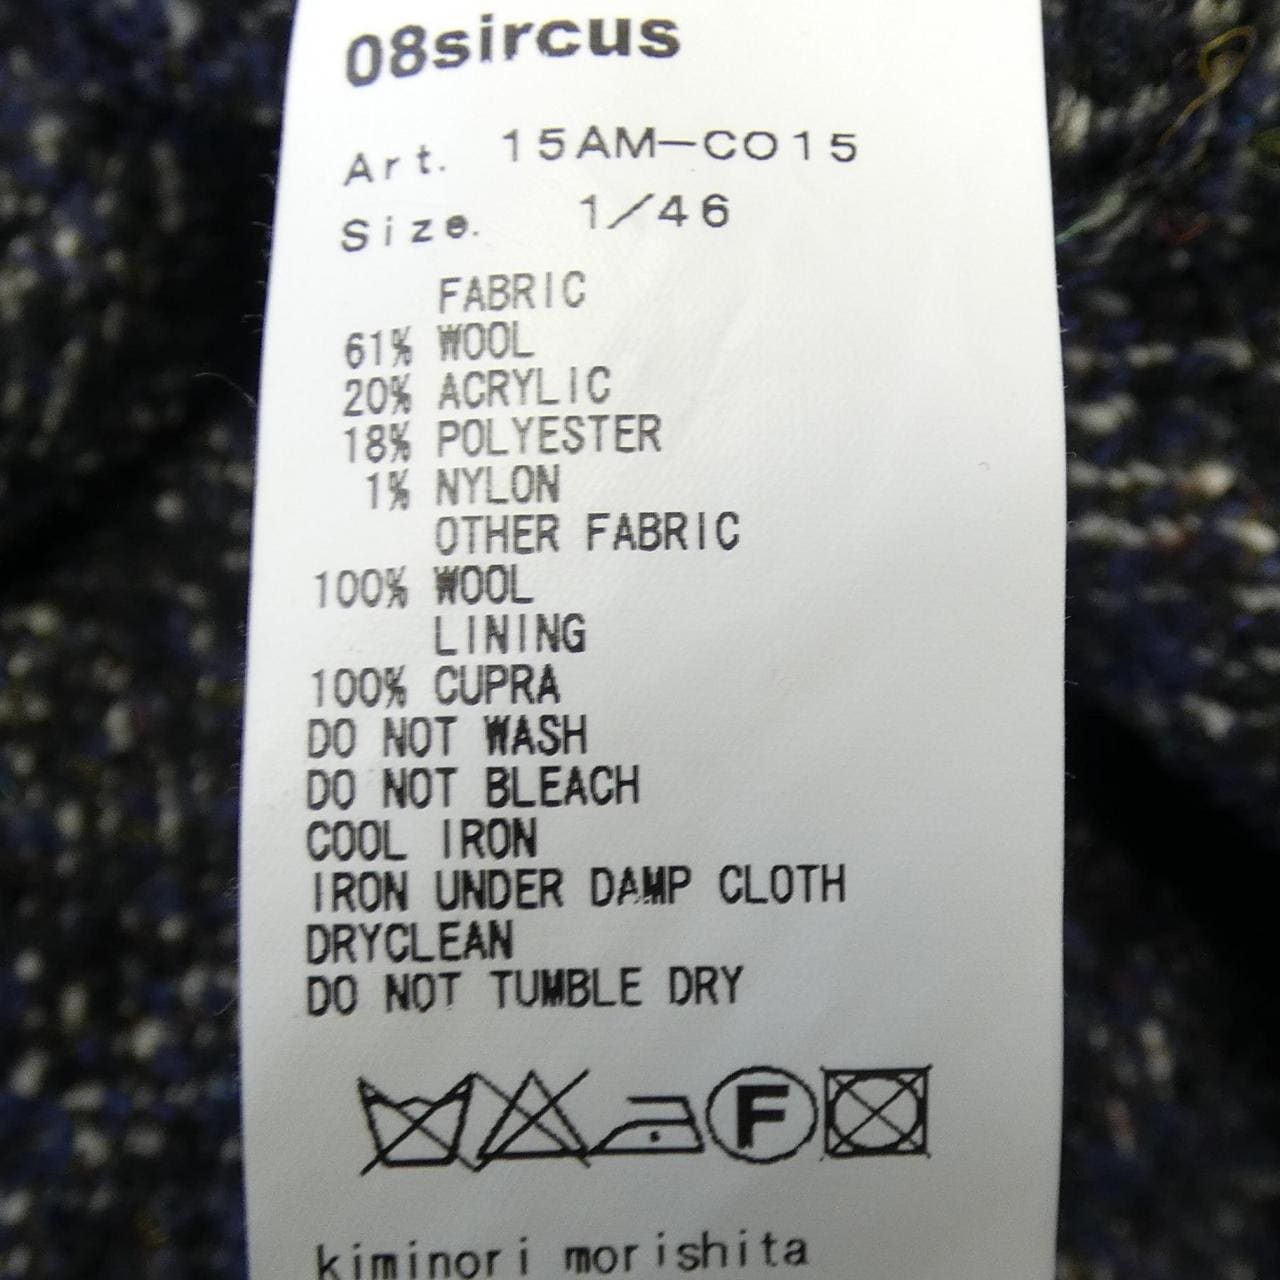 08sircus
Art. 15AM-CO15
Size. 1/46
FABRIC
61% WOOL
20% ACRYLIC
18% POLYESTER
1% NYLON
OTHER FABRIC
100% WOOL
LINING
100% CUPRA
DO NOT WASH
DO NOT BLEACH
COOL IRON
IRON UNDER DAMP CLOTH
DRYCLEAN
DO NOT TUMBLE DRY
F
kiminori morishita